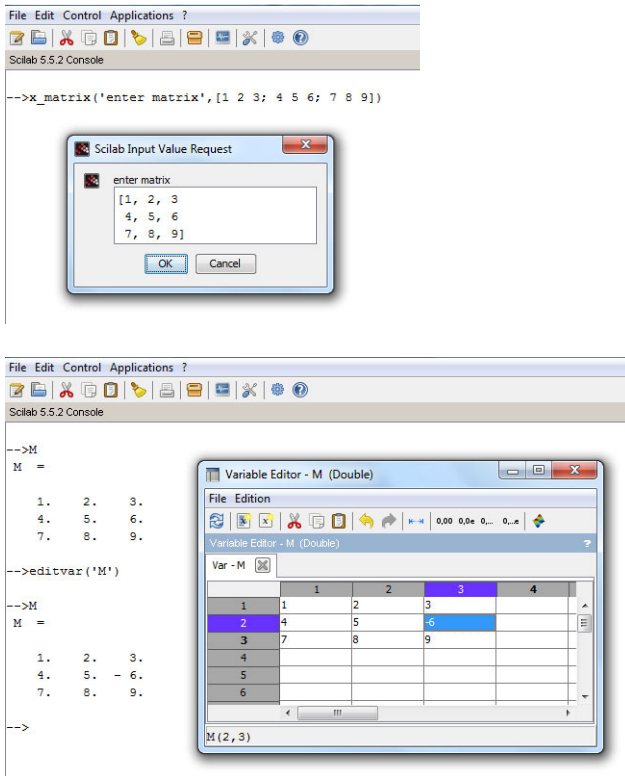 File Edit Control Applications ?
Scilab 5.5.2 Console
-->x_matrix('enter matrix',[1 2 3; 4 5 6; 7 8 9])
Scilab Input Value Request
enter matrix
[1, 2, 3
4, 5, 6
7, 8, 9]
OK Cancel
File Edit Control Applications ?
Scilab 5.5.2 Console
-->M
M =
1. 2. 3.
4. 5. 6.
7. 8. 9.
-->editvar('M')
-->M
M =
1. 2. 3.
4. 5. - 6.
7. 8. 9.
-->
Variable Editor - M (Double)
File Edition
0,00 0,0e 0,... 0,...e
Variable Editor - M (Double) ?
Var - M
1 2 3 4
1 1 2 3
2 4 5 -6
3 7 8 9
4
5
6
M(2,3)